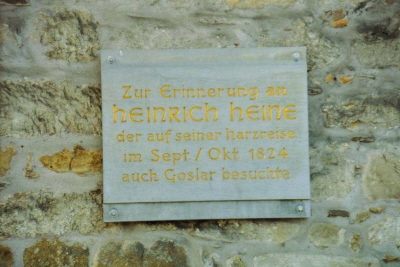 Zur Erinnerung an
HEINRICH HEINE
der auf seiner Harzreise
im Sept / Okt 1824
auch Goslar besuchte